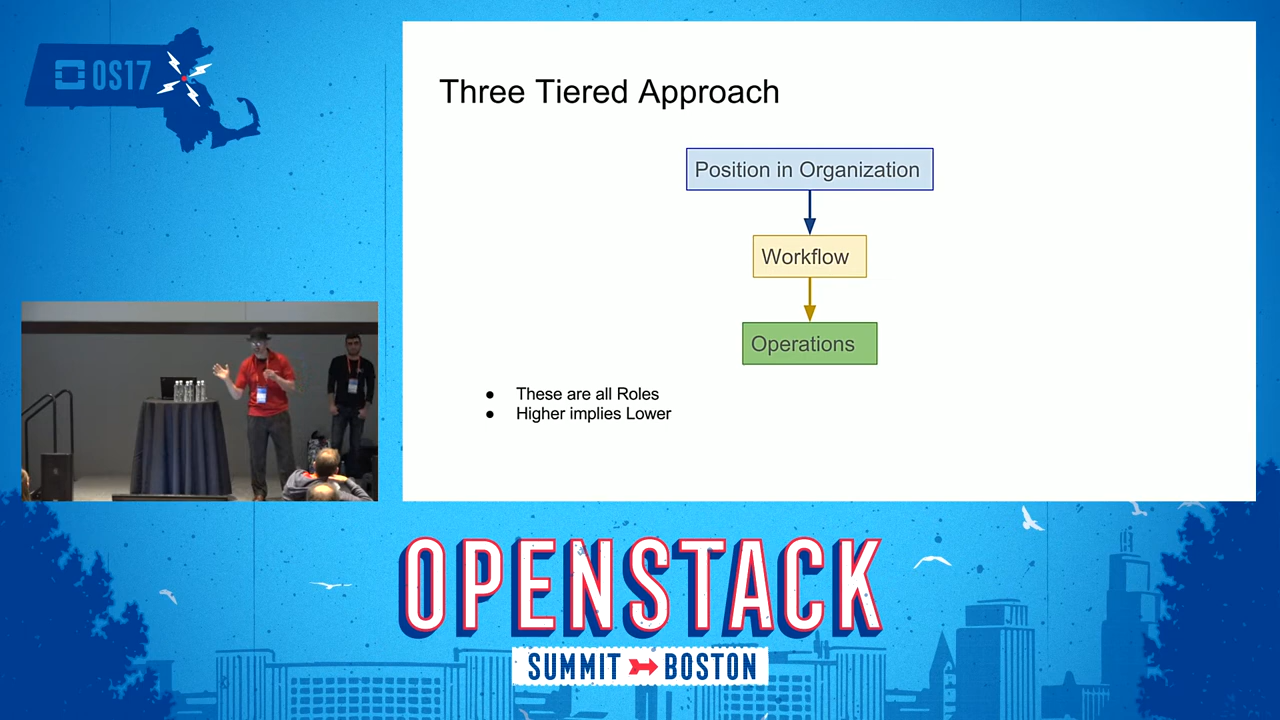 OS17
Three Tiered Approach
Position in Organization
Workflow
Operations
● These are all Roles
● Higher implies Lower
OPENSTACK
SUMMIT BOSTON